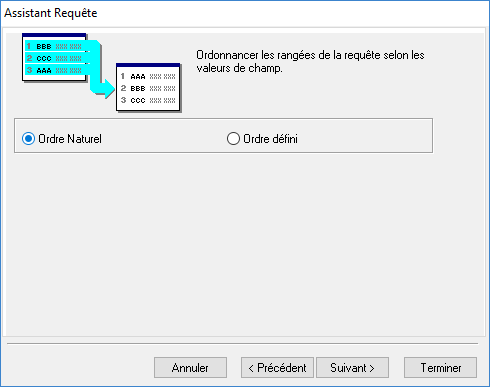 Assistant Requête
1 BBB XXX XXX
2 CCC XXX XXX
3 AAA XXX XXX
1 AAA XXX XXX
2 BBB XXX XXX
3 CCC XXX XXX
Ordonnancer les rangées de la requête selon les
valeurs de champ.
Ordre Naturel
Ordre défini
Annuler
< Précédent
Suivant >
Terminer